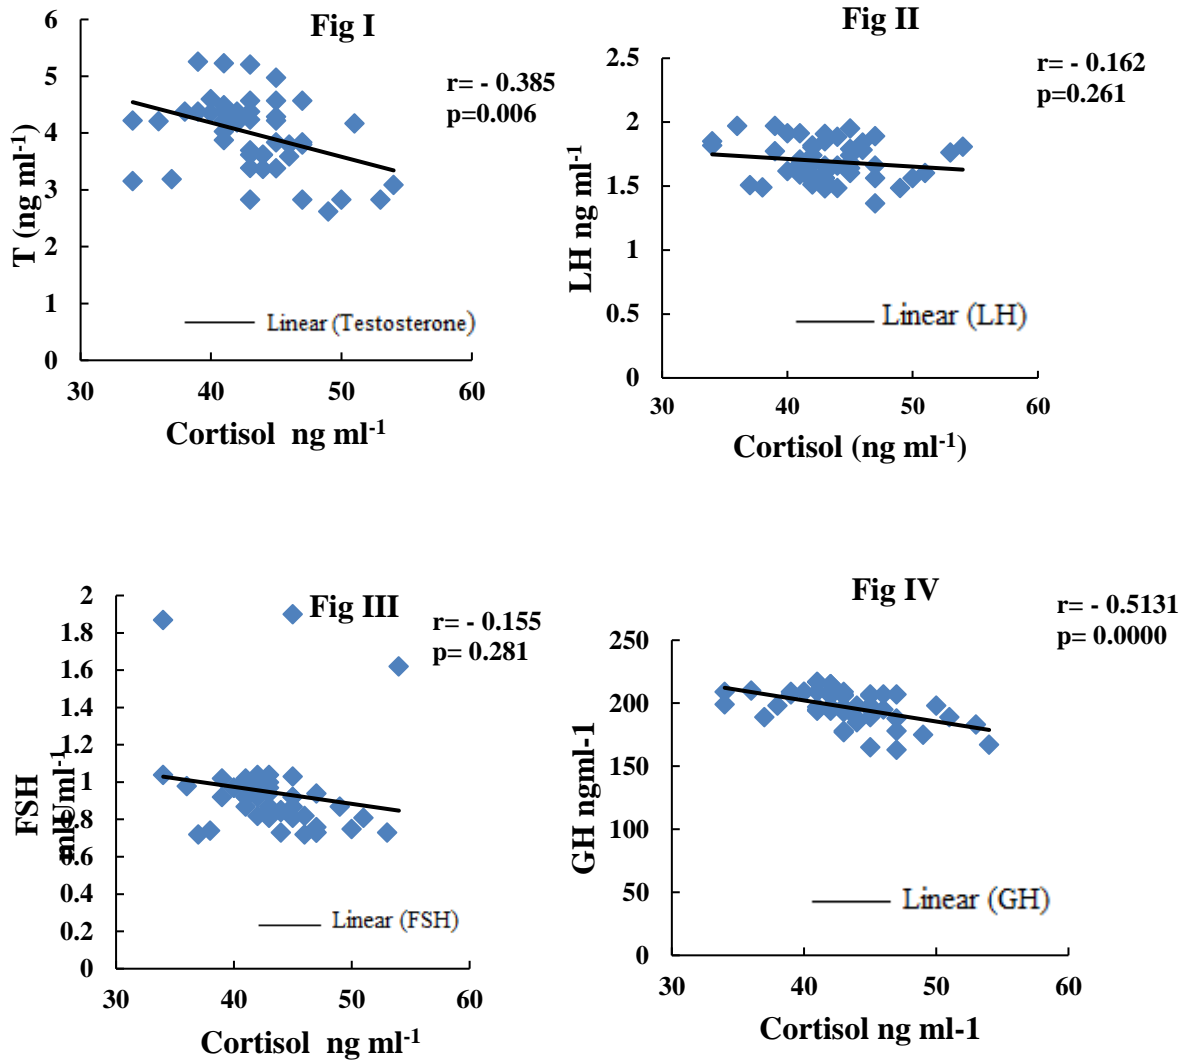 Fig I
r= - 0.385
p=0.006
6
5
4
3
2
1
0
T (ng ml-1)
Linear (Testosterone)
30
40
50
60
Cortisol ng ml-1
Fig II
r= - 0.162
p=0.261
2.5
2
1.5
1
0.5
0
LH ng ml-1
Linear (LH)
30
40
50
60
Cortisol (ng ml-1)
Fig III
r= - 0.155
p= 0.281
2
1.8
1.6
1.4
1.2
1
0.8
0.6
0.4
0.2
0
FSH
mIUml-1
Linear (FSH)
30
40
50
60
Cortisol ng ml-1
Fig IV
r= - 0.5131
p= 0.0000
250
200
150
100
50
0
GH ngml-1
Linear (GH)
30
40
50
60
Cortisol ng ml-1